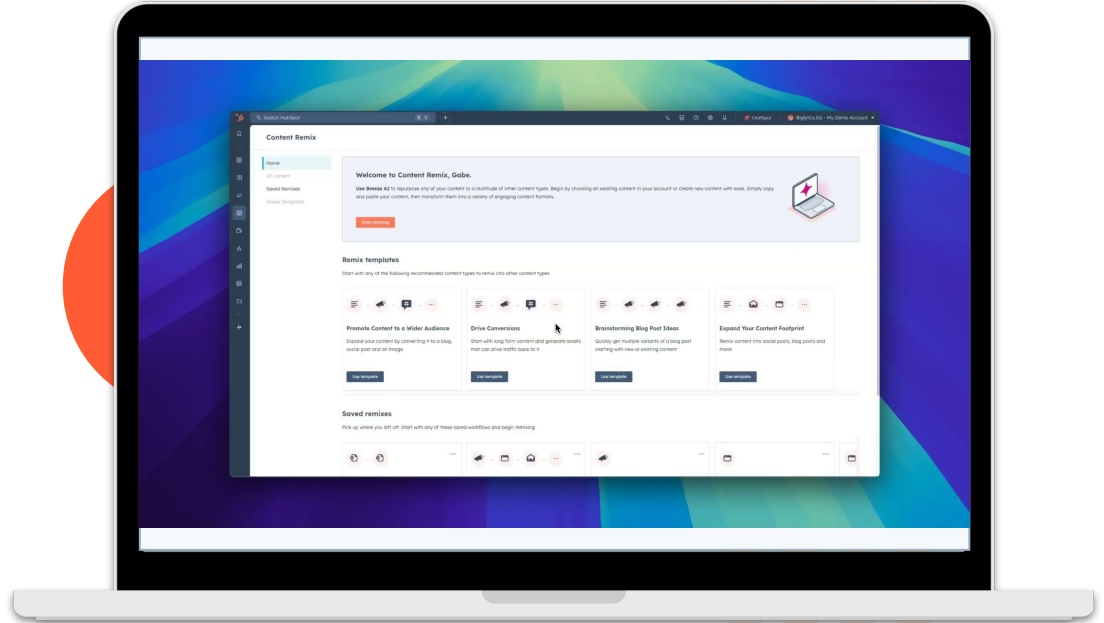 Search HubSpot
⌘ K
+
ChatSpot
Biglytics.biz - My Demo Account
Content Remix
Home
All Content
Saved Remixes
Saved Templates
Welcome to Content Remix, Gabe.
Use Breeze AI to repurpose any of your content to a multitude of other content types. Begin by choosing an existing content in your account or create new content with ease. Simply copy
and paste your content, then transform them into a variety of engaging content formats.
Start remixing
Remix templates
Start with any of the following recommended content types to remix into other content types
Promote Content to a Wider Audience
Expand your content by converting it to a blog,
social post and an image
Use template
Drive Conversions
Start with long form content and generate assets
that can drive traffic back to it
Use template
Brainstorming Blog Post Ideas
Quickly get multiple variants of a blog post
starting with new or existing content
Use template
Expand Your Content Footprint
Remix content into social posts, blog posts and
more!
Use template
Saved remixes
Pick up where you left off. Start with any of these saved workflows and begin remixing